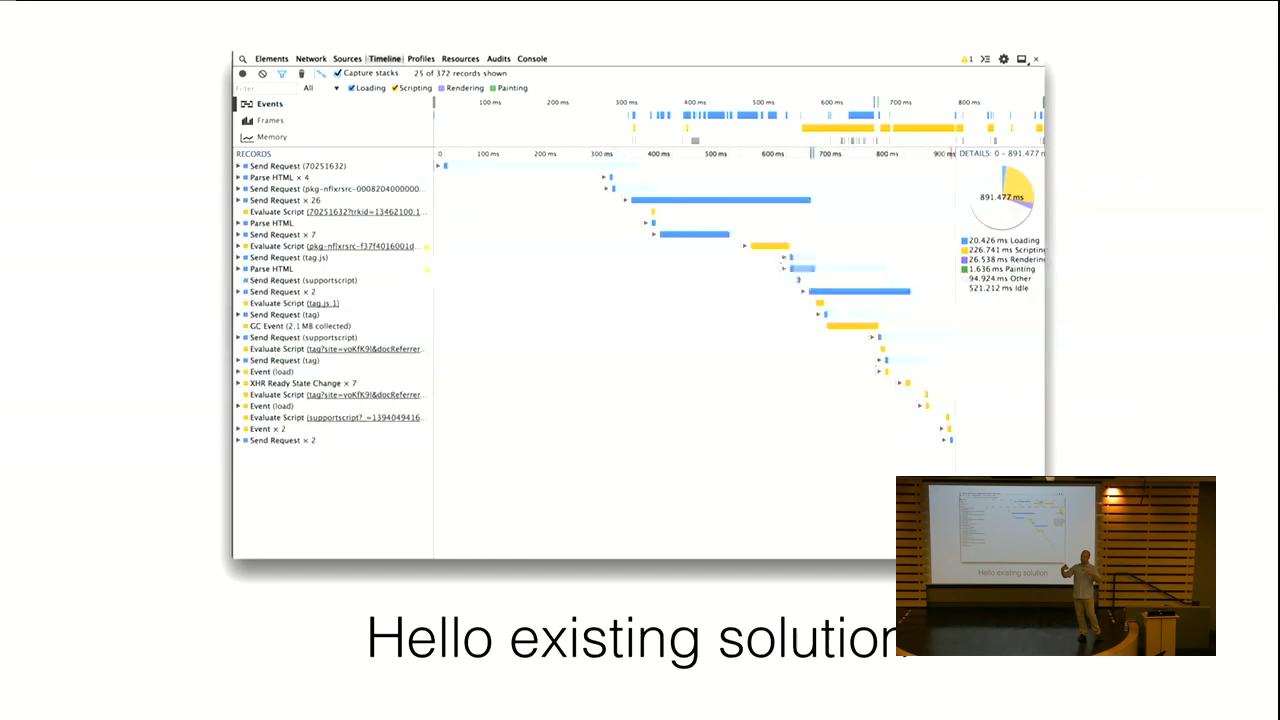 Elements Network Sources Timeline Profiles Resources Audits Console 1
Capture stacks 25 of 372 records shown
Filter All Loading Scripting Rendering Painting
Events 100 ms 200 ms 300 ms 400 ms 500 ms 600 ms 700 ms 800 ms
Frames
Memory
RECORDS 0 100 ms 200 ms 300 ms 400 ms 500 ms 600 ms 700 ms 800 ms 900 ms DETAILS: 0 – 891.477 m
Send Request (70251632)
Parse HTML × 4
Send Request (pkg-nflxrsrc-0008204000000...
Send Request × 26
Evaluate Script (70251632?trkid=13462100.1...
Parse HTML
Send Request × 7
Evaluate Script (pkg-nflxrsrc-f37f4016001d...
Send Request (tag.js)
Parse HTML
Send Request (supportscript)
Send Request × 2
Evaluate Script (tag.js:1)
Send Request (tag)
GC Event (2.1 MB collected)
Send Request (supportscript)
Evaluate Script (tag?site=voKfK9I&docReferrer...
Send Request (tag)
Event (load)
XHR Ready State Change × 7
Evaluate Script (tag?site=voKfK9I&docReferrer...
Event (load)
Evaluate Script (supportscript?_=1394049416...
Event × 2
Send Request × 2
891.477 ms
20.426 ms Loading
226.741 ms Scripting
26.538 ms Rendering
1.636 ms Painting
94.924 ms Other
521.212 ms Idle
Hello existing solution
Hello existing solution